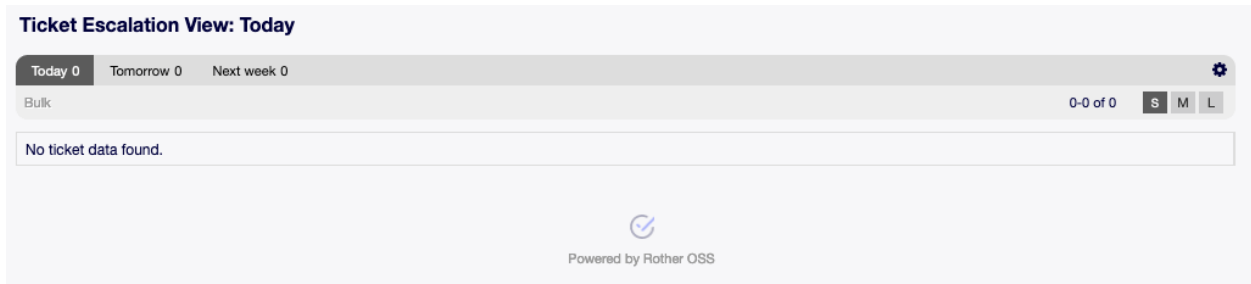 Ticket Escalation View: Today
Today 0 Tomorrow 0 Next week 0
Bulk 0-0 of 0 S M L
No ticket data found.
Powered by Rother OSS